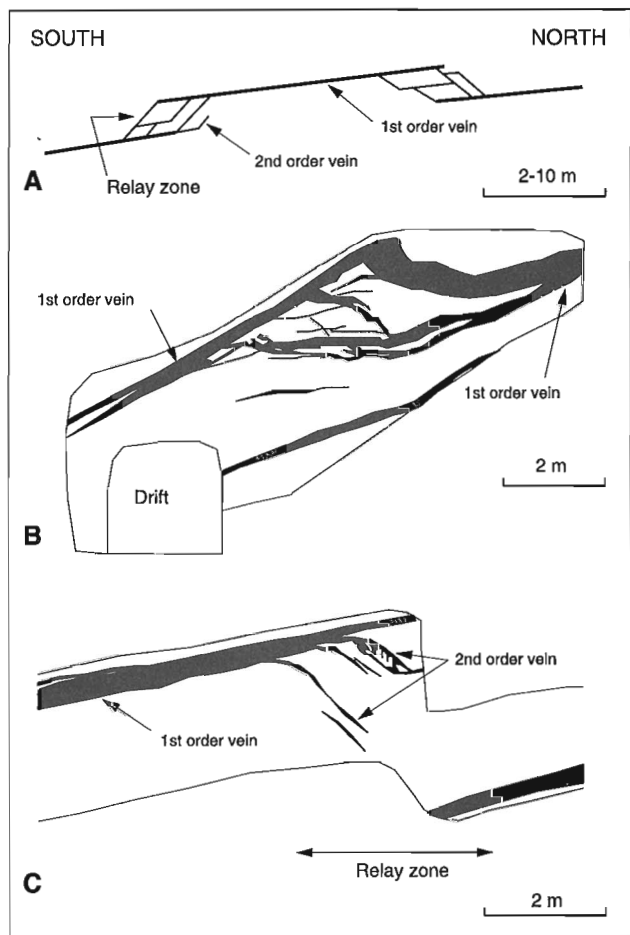 SOUTH
NORTH
1st order vein
2nd order vein
Relay zone
A
2-10 m
1st order vein
1st order vein
2 m
Drift
B
2nd order vein
1st order vein
Relay zone
C
2 m